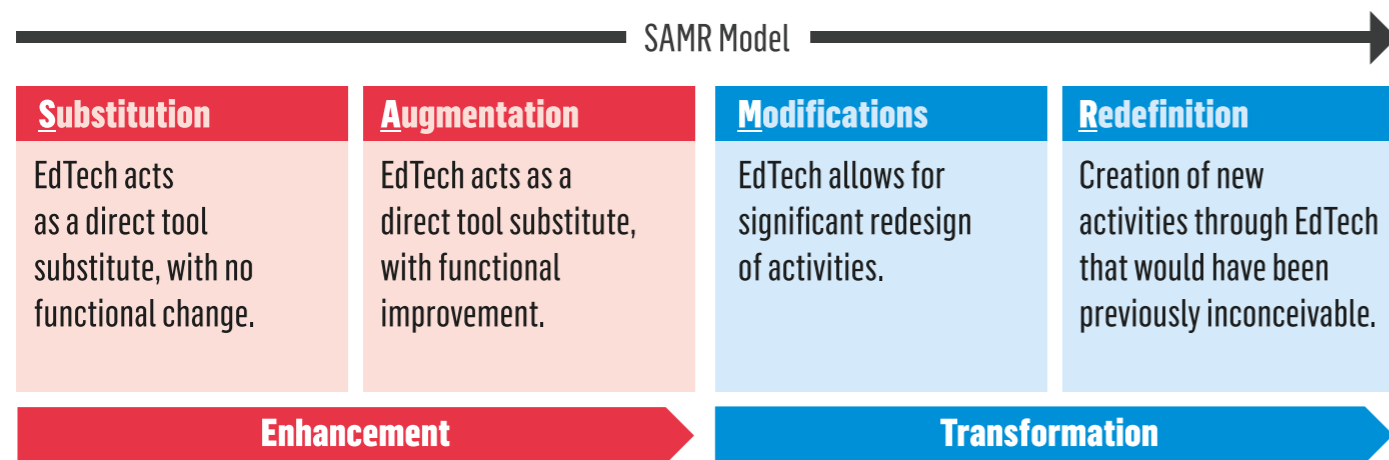 SAMR Model
Substitution
EdTech acts
as a direct tool
substitute, with no
functional change.
Augmentation
EdTech acts as a
direct tool substitute,
with functional
improvement.
Modifications
EdTech allows for
significant redesign
of activities.
Redefinition
Creation of new
activities through EdTech
that would have been
previously inconceivable.
Enhancement
Transformation